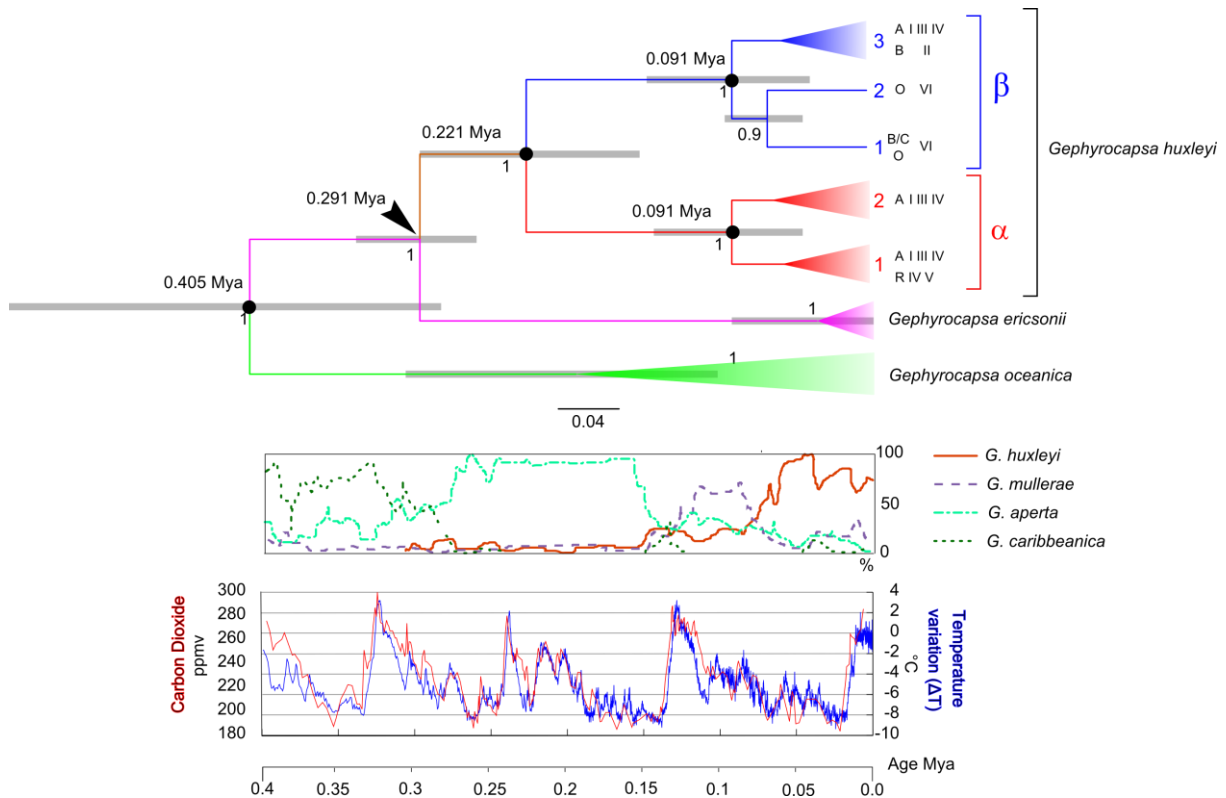 A I III IV
3
B II
0.091 Mya
β
1
2 O VI
0.221 Mya
0.9
B/C
1 VI
O
Gephyrocapsa huxleyi
1
0.291 Mya
2 A I III IV
0.091 Mya
α
1
1
A I III IV
1
R IV V
0.405 Mya
1
1
Gephyrocapsa ericsonii
1
Gephyrocapsa oceanica
0.04
100
50
0
%
G. huxleyi
G. mullerae
G. aperta
G. caribbeanica
Carbon Dioxide
ppmv
300
280
260
240
220
200
180
4
2
0
-2
-4
-6
-8
-10
°C
Temperature
variation (ΔT)
Age Mya
0.4 0.35 0.3 0.25 0.2 0.15 0.1 0.05 0.0